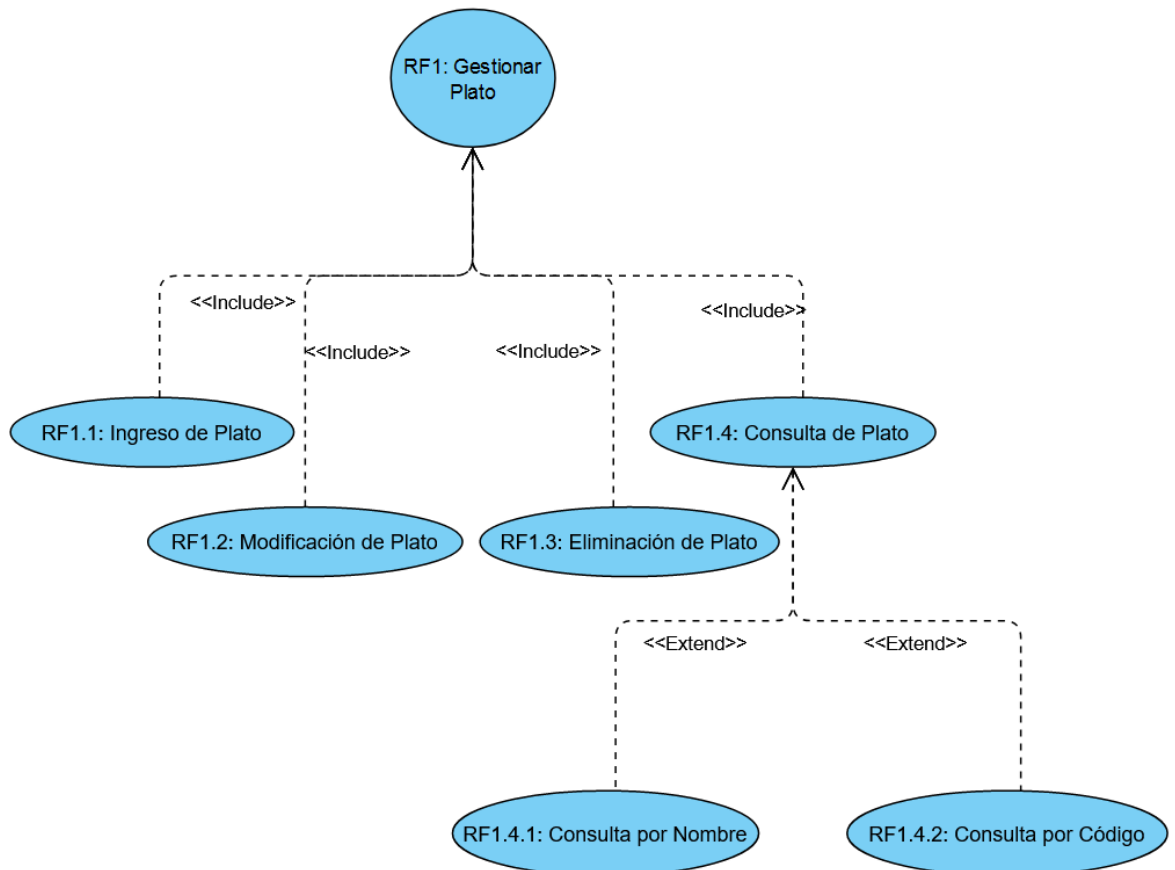 RF1: Gestionar
Plato
<<Include>>
<<Include>>
<<Include>>
<<Include>>
RF1.1: Ingreso de Plato
RF1.4: Consulta de Plato
RF1.2: Modificación de Plato
RF1.3: Eliminación de Plato
<<Extend>>
<<Extend>>
RF1.4.1: Consulta por Nombre
RF1.4.2: Consulta por Código